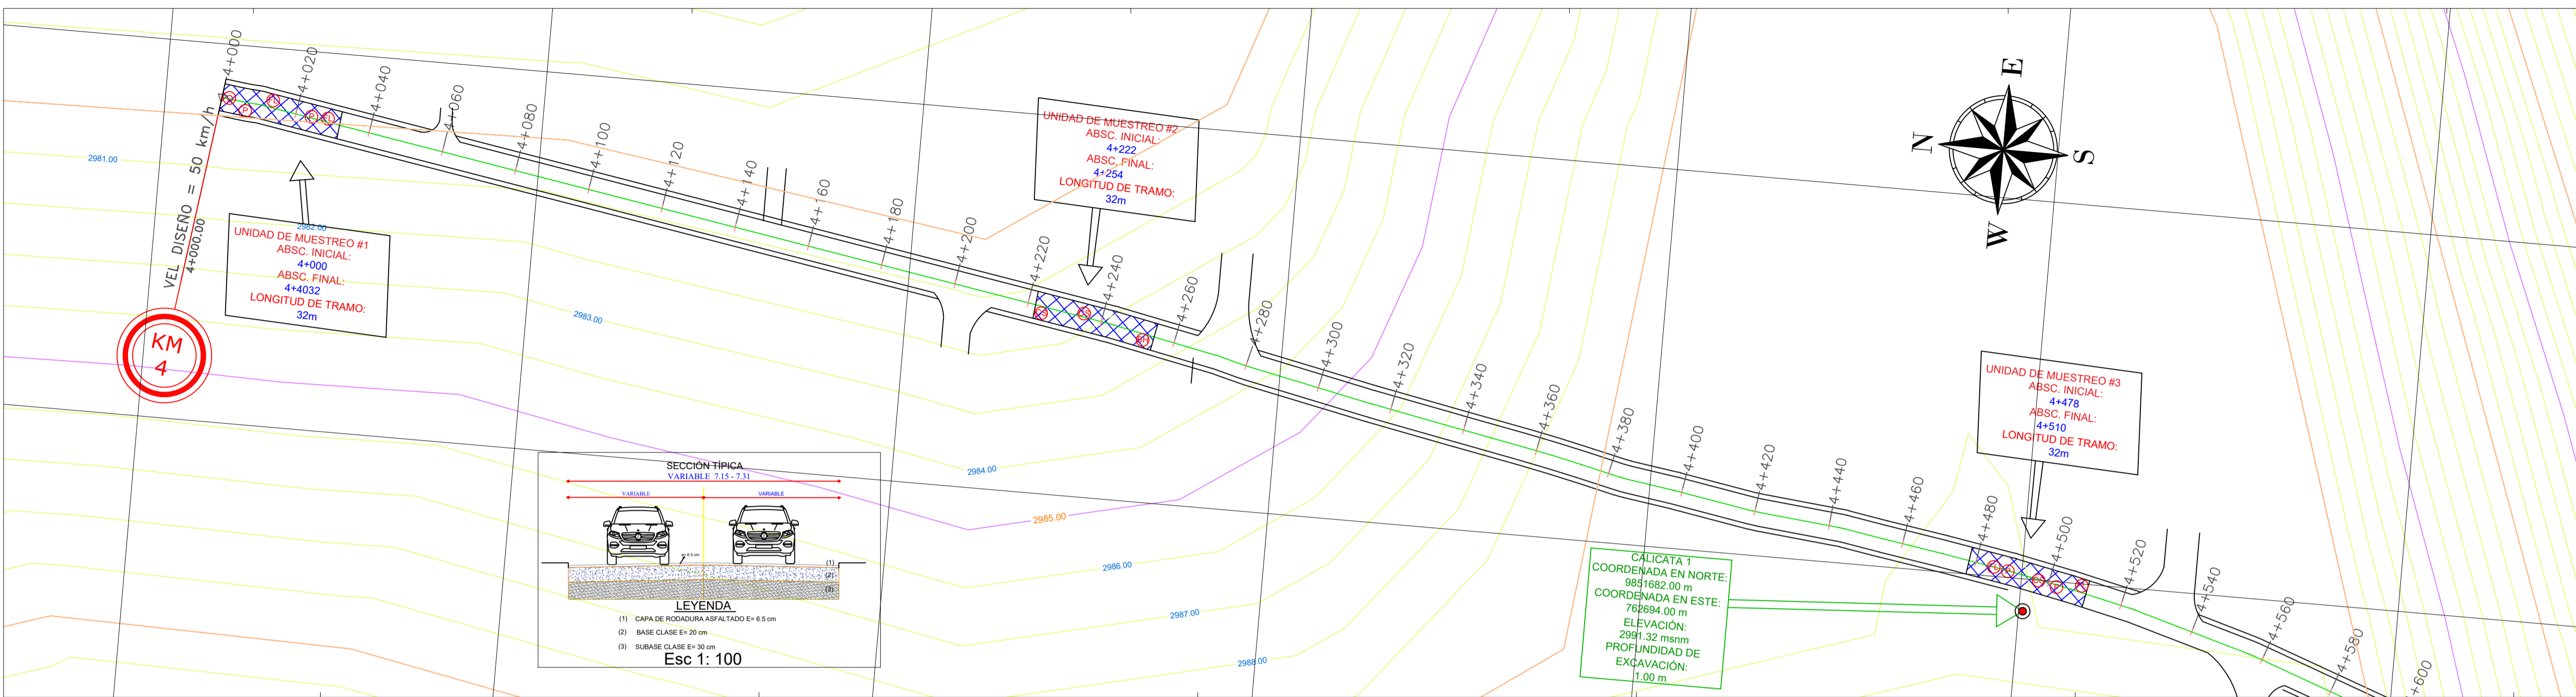 4+000
4+020
4+040
4+060
4+080
4+100
4+120
4+140
4+160
4+180
4+200
4+220
4+240
4+260
4+280
4+300
4+320
4+340
4+360
4+380
4+400
4+420
4+440
4+460
4+480
4+500
4+520
4+540
4+560
4+580
+600
VEL DISEÑO = 50 km/h
4+000.00
KM
4
2981.00
2982.00
2983.00
2984.00
2985.00
2986.00
2987.00
2988.00
UNIDAD DE MUESTREO #1
ABSC. INICIAL:
4+000
ABSC. FINAL:
4+4032
LONGITUD DE TRAMO:
32m
UNIDAD DE MUESTREO #2
ABSC. INICIAL:
4+222
ABSC. FINAL:
4+254
LONGITUD DE TRAMO:
32m
UNIDAD DE MUESTREO #3
ABSC. INICIAL:
4+478
ABSC. FINAL:
4+510
LONGITUD DE TRAMO:
32m
N
E
S
W
SECCIÓN TÍPICA
VARIABLE 7.15 - 7.31
VARIABLE
VARIABLE
(1)
(2)
(3)
LEYENDA
(1) CAPA DE RODADURA ASFALTADO E= 6.5 cm
(2) BASE CLASE E= 20 cm
(3) SUBASE CLASE E= 30 cm
Esc 1: 100
CALICATA 1
COORDENADA EN NORTE:
9851682.00 m
COORDENADA EN ESTE:
762694.00 m
ELEVACIÓN:
2991.32 msnm
PROFUNDIDAD DE
EXCAVACIÓN:
1.00 m